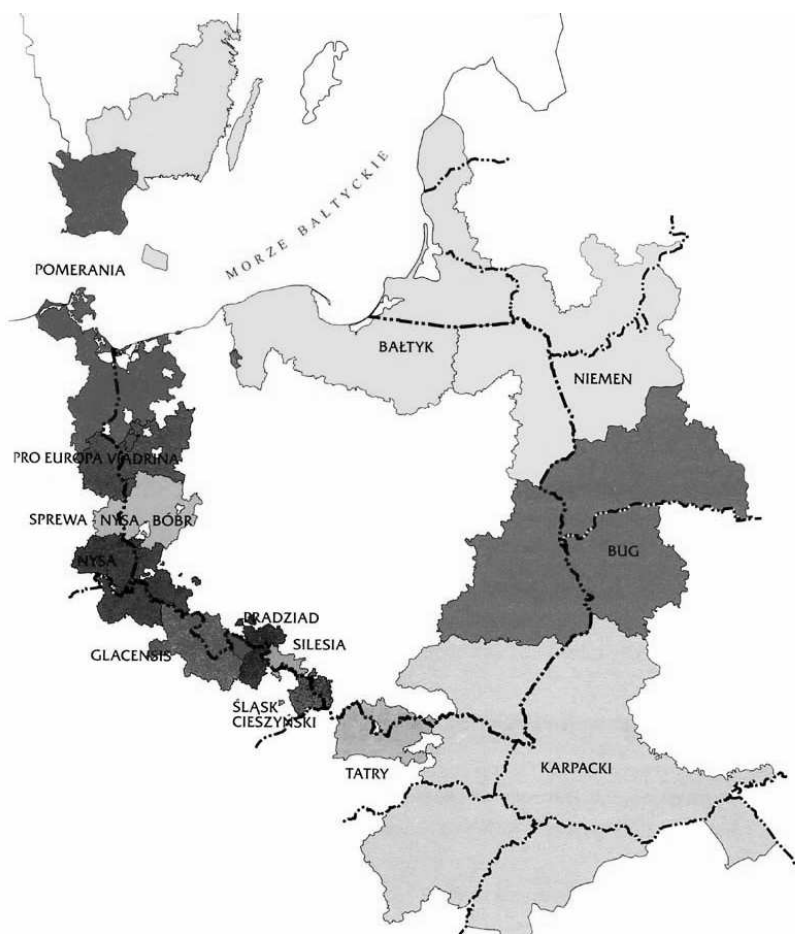 MORZE BAŁTYCKIE
POMERANIA
BAŁTYK
NIEMEN
PRO EUROPA VIADRINA
SPREWA NYSA BÓBR
BUG
NYSA
PRADZIAD
SILESIA
GLACENSIS
ŚLĄSK
CIESZYŃSKI
TATRY
KARPACKI